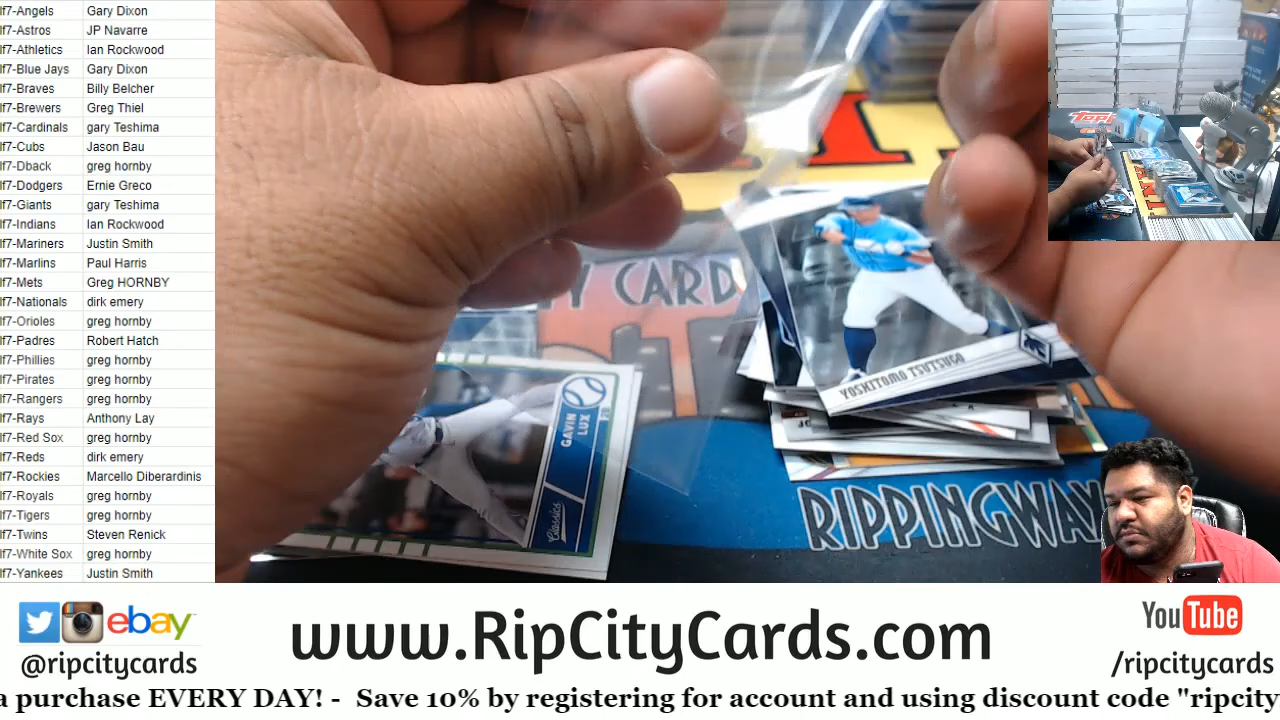 lf7-Angels Gary Dixon
lf7-Astros JP Navarre
lf7-Athletics Ian Rockwood
lf7-Blue Jays Gary Dixon
lf7-Braves Billy Belcher
lf7-Brewers Greg Thiel
lf7-Cardinals gary Teshima
lf7-Cubs Jason Bau
lf7-Dback greg hornby
lf7-Dodgers Ernie Greco
lf7-Giants gary Teshima
lf7-Indians Ian Rockwood
lf7-Mariners Justin Smith
lf7-Marlins Paul Harris
lf7-Mets Greg HORNBY
lf7-Nationals dirk emery
lf7-Orioles greg hornby
lf7-Padres Robert Hatch
lf7-Phillies greg hornby
lf7-Pirates greg hornby
lf7-Rangers greg hornby
lf7-Rays Anthony Lay
lf7-Red Sox greg hornby
lf7-Reds dirk emery
lf7-Rockies Marcello Diberardinis
lf7-Royals greg hornby
lf7-Tigers greg hornby
lf7-Twins Steven Renick
lf7-White Sox greg hornby
lf7-Yankees Justin Smith
Topps
Y CARD
YOSHITOMO TSUTSUGO
GAVIN
LUX
Classics
RIPPINGWAX
ebay
@ripcitycards
www.RipCityCards.com
YouTube
/ripcitycards
a purchase EVERY DAY! - Save 10% by registering for account and using discount code "ripcity